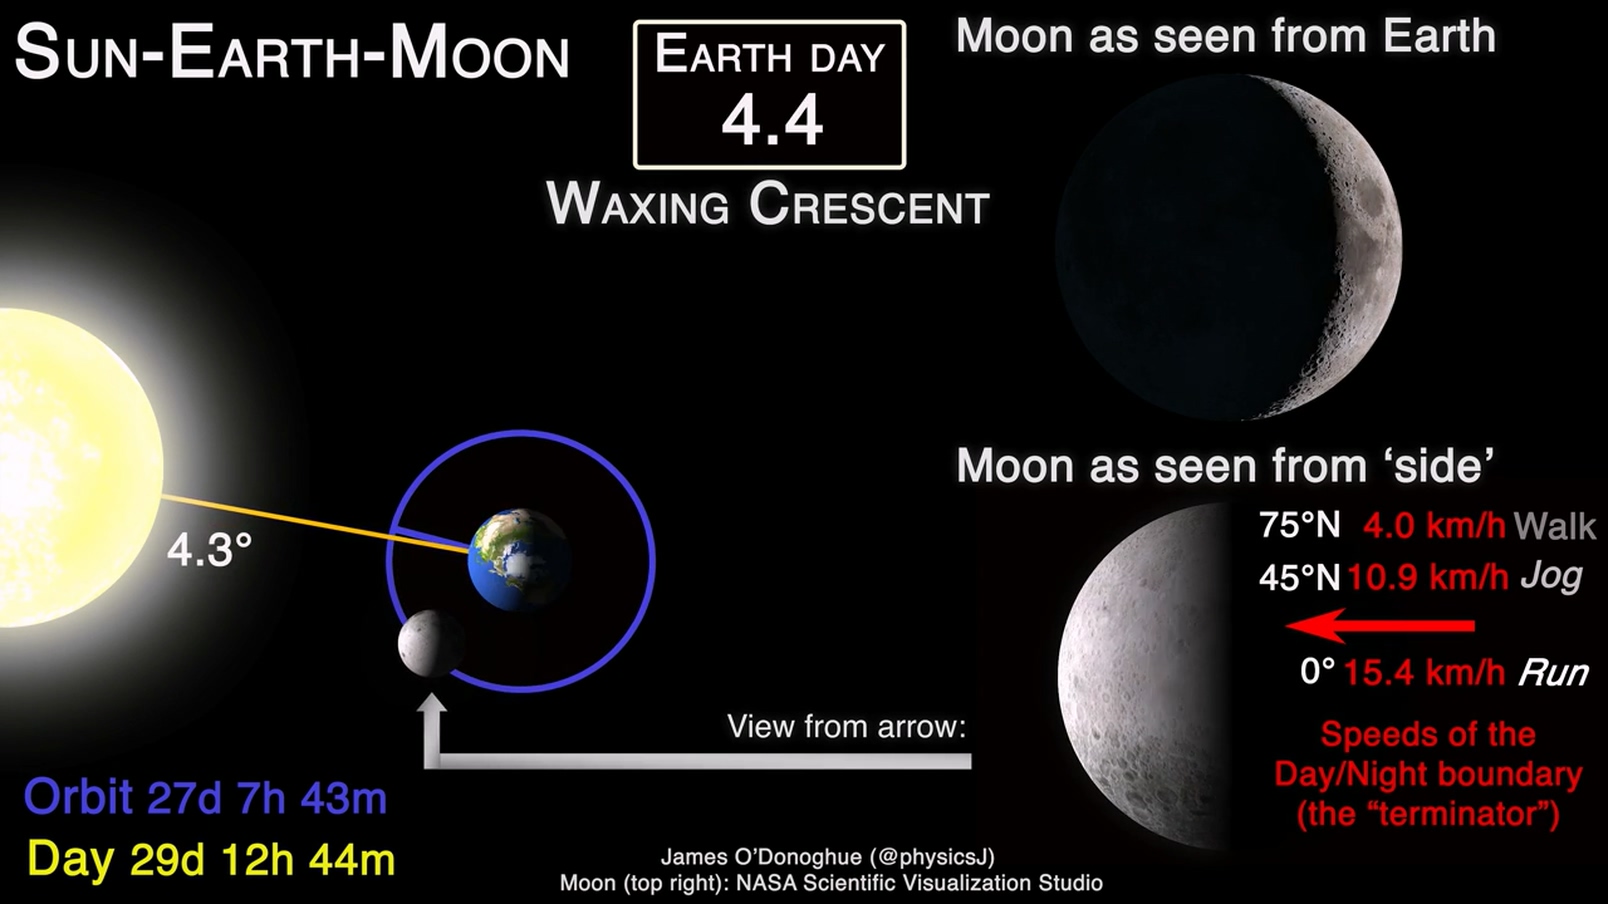 SUN-EARTH-MOON
EARTH DAY
4.4
WAXING CRESCENT
Moon as seen from Earth
4.3°
Moon as seen from ‘side’
75°N 4.0 km/h Walk
45°N 10.9 km/h Jog
0° 15.4 km/h Run
Speeds of the
Day/Night boundary
(the “terminator”)
View from arrow:
Orbit 27d 7h 43m
Day 29d 12h 44m
James O’Donoghue (@physicsJ)
Moon (top right): NASA Scientific Visualization Studio